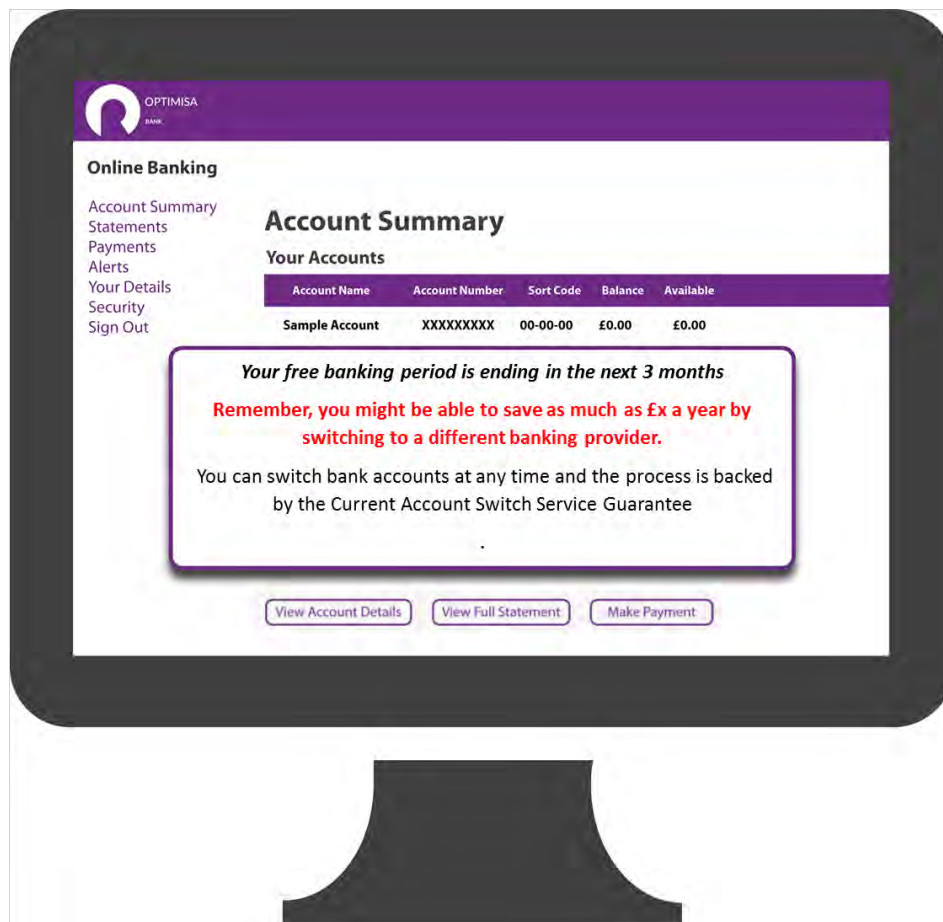 OPTIMISA
BANK
Online Banking
Account Summary
Statements
Payments
Alerts
Your Details
Security
Sign Out
Account Summary
Your Accounts
Account Name Account Number Sort Code Balance Available
Sample Account XXXXXXXXX 00-00-00 £0.00 £0.00
Your free banking period is ending in the next 3 months
Remember, you might be able to save as much as £x a year by
switching to a different banking provider.
You can switch bank accounts at any time and the process is backed
by the Current Account Switch Service Guarantee
.
View Account Details View Full Statement Make Payment